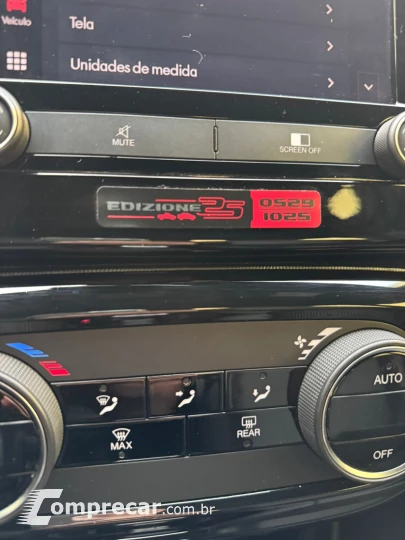 Veículo
Tela
Unidades de medida
MUTE
SCREEN OFF
EDIZIONE 25
0529
1025
AUTO
MAX
REAR
OFF
Comprecar.com.br